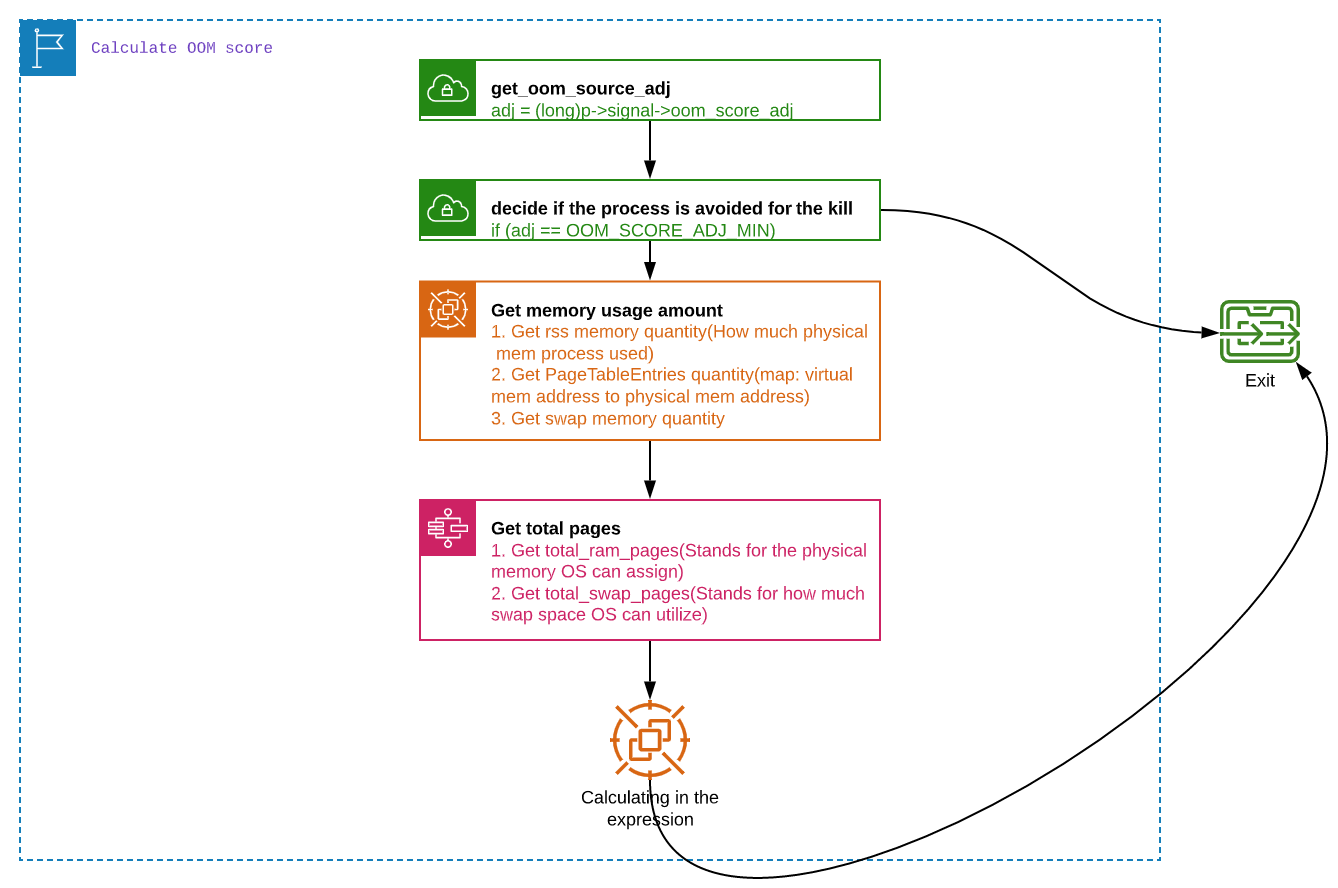 Calculate OOM score
get_oom_source_adj
adj = (long)p->signal->oom_score_adj
decide if the process is avoided for the kill
if (adj == OOM_SCORE_ADJ_MIN)
Get memory usage amount
1. Get rss memory quantity(How much physical
mem process used)
2. Get PageTableEntries quantity(map: virtual
mem address to physical mem address)
3. Get swap memory quantity
Exit
Get total pages
1. Get total_ram_pages(Stands for the physical
memory OS can assign)
2. Get total_swap_pages(Stands for how much
swap space OS can utilize)
Calculating in the
expression